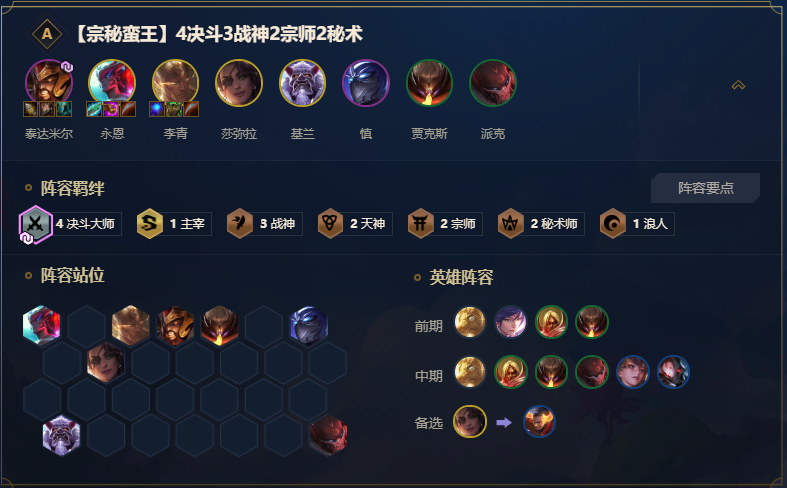 A 【宗秘蛮王】4决斗3战神2宗师2秘术
泰达米尔 永恩 李青 莎弥拉 基兰 慎 贾克斯 派克
阵容羁绊 阵容要点
4 决斗大师 1 主宰 3 战神 2 天神 2 宗师 2 秘术师 1 浪人
阵容站位 英雄阵容
前期
中期
备选